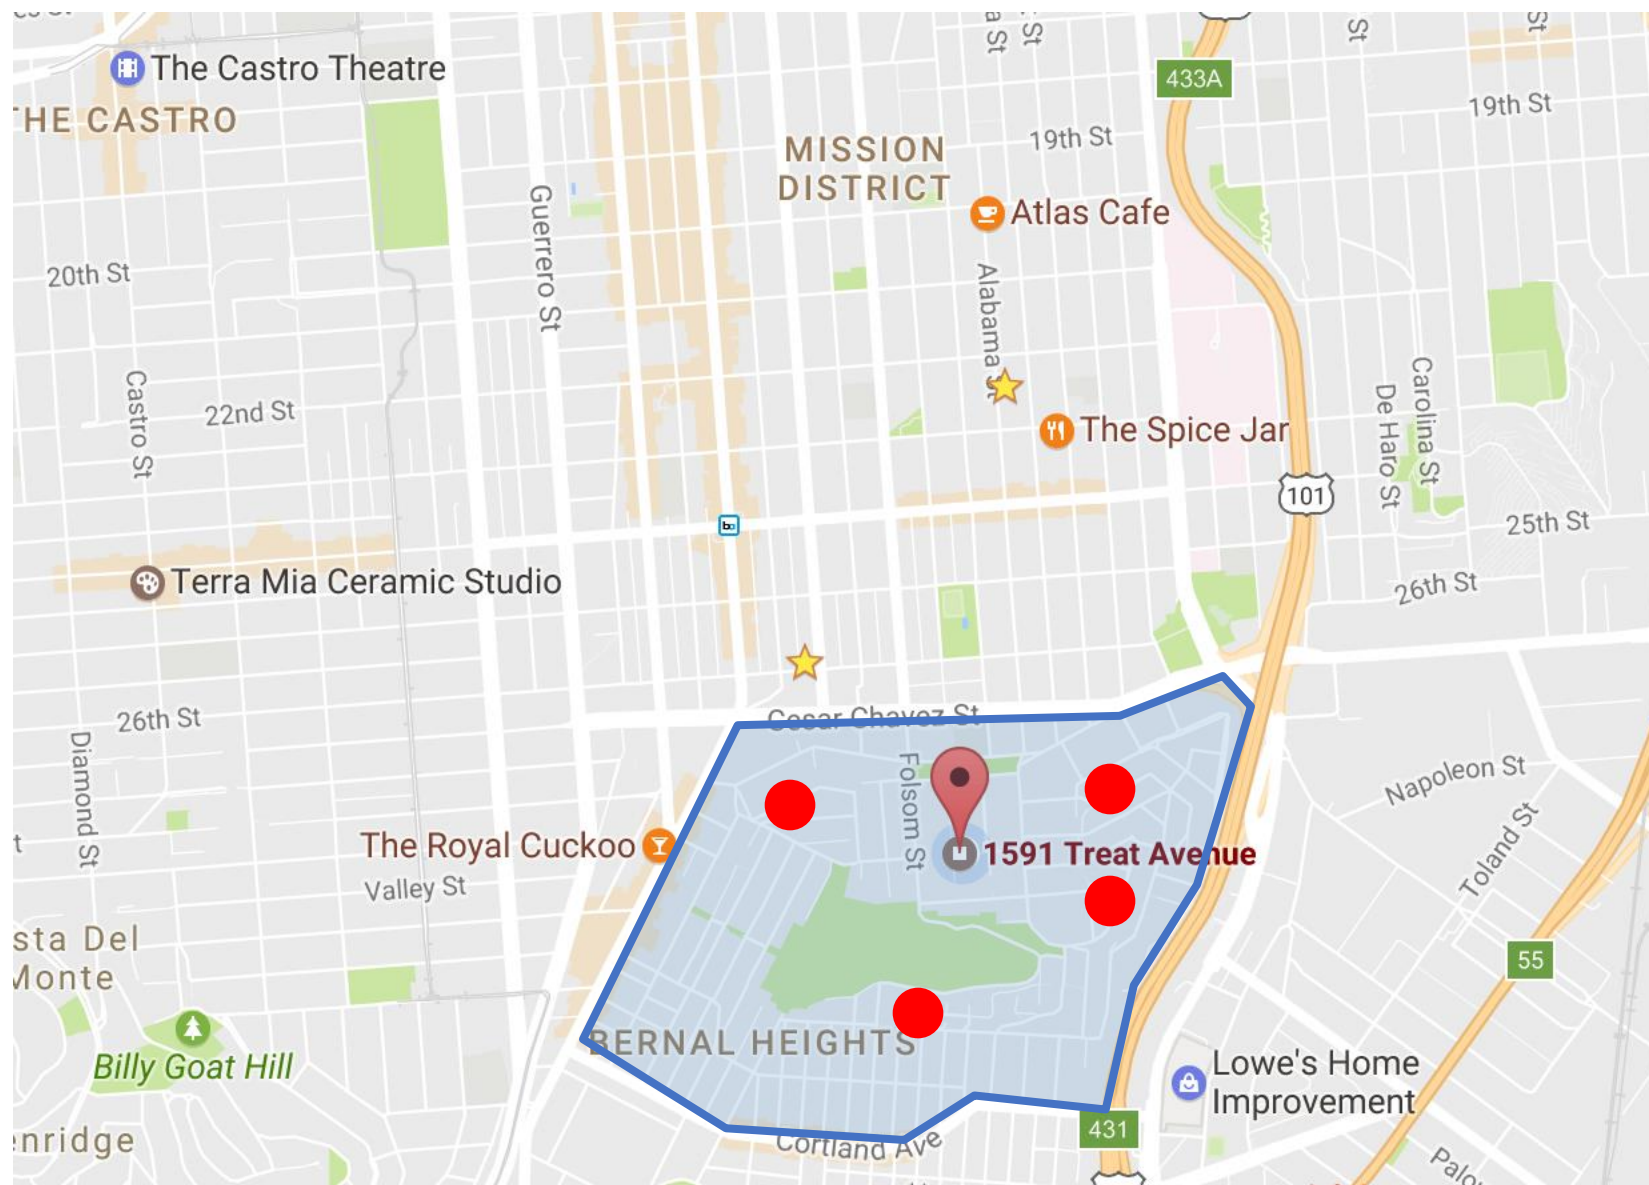 The Castro Theatre
THE CASTRO
433A
19th St
19th St
MISSION
DISTRICT
Atlas Cafe
Guerrero St
20th St
Alabama St
Castro St
22nd St
The Spice Jar
Carolina St
De Haro St
101
25th St
Terra Mia Ceramic Studio
26th St
26th St
Cesar Chavez St
Diamond St
Folsom St
Napoleon St
Toland St
The Royal Cuckoo
1591 Treat Avenue
Valley St
sta Del
Monte
55
BERNAL HEIGHTS
Billy Goat Hill
Lowe's Home
Improvement
431
Cortland Ave
enridge
Palou